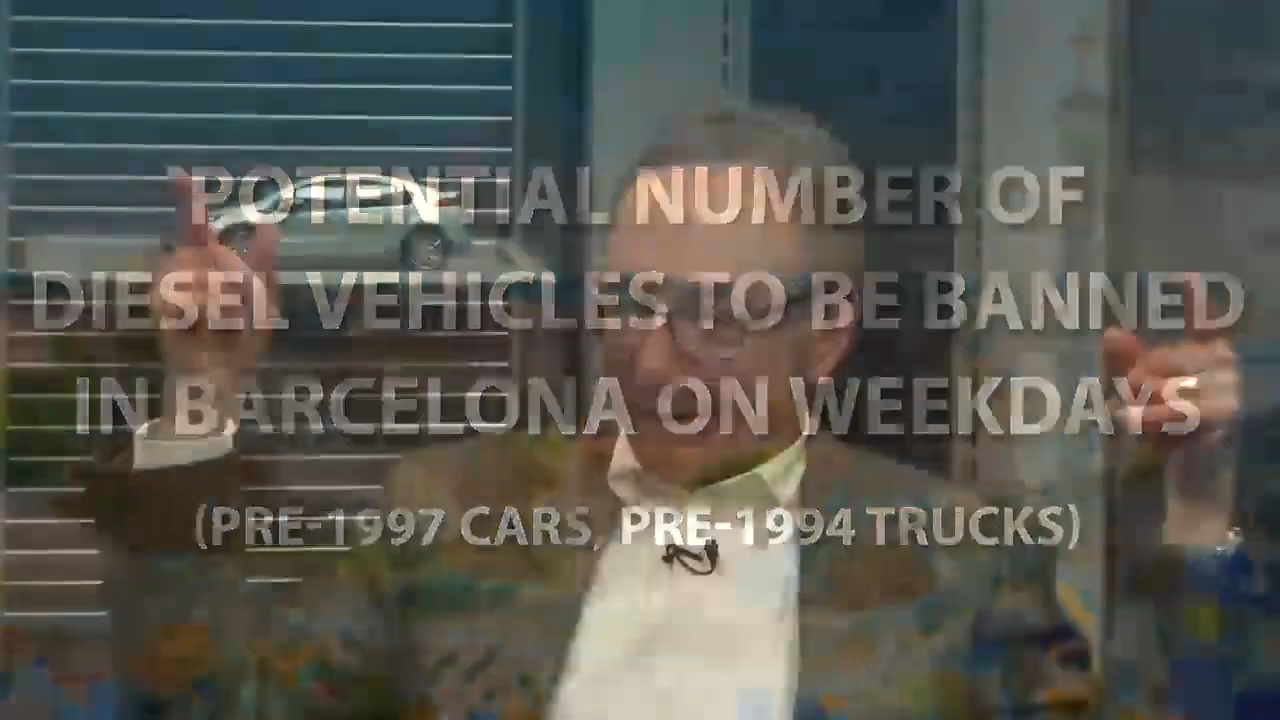 POTENTIAL NUMBER OF
DIESEL VEHICLES TO BE BANNED
IN BARCELONA ON WEEKDAYS
(PRE-1997 CARS, PRE-1994 TRUCKS)